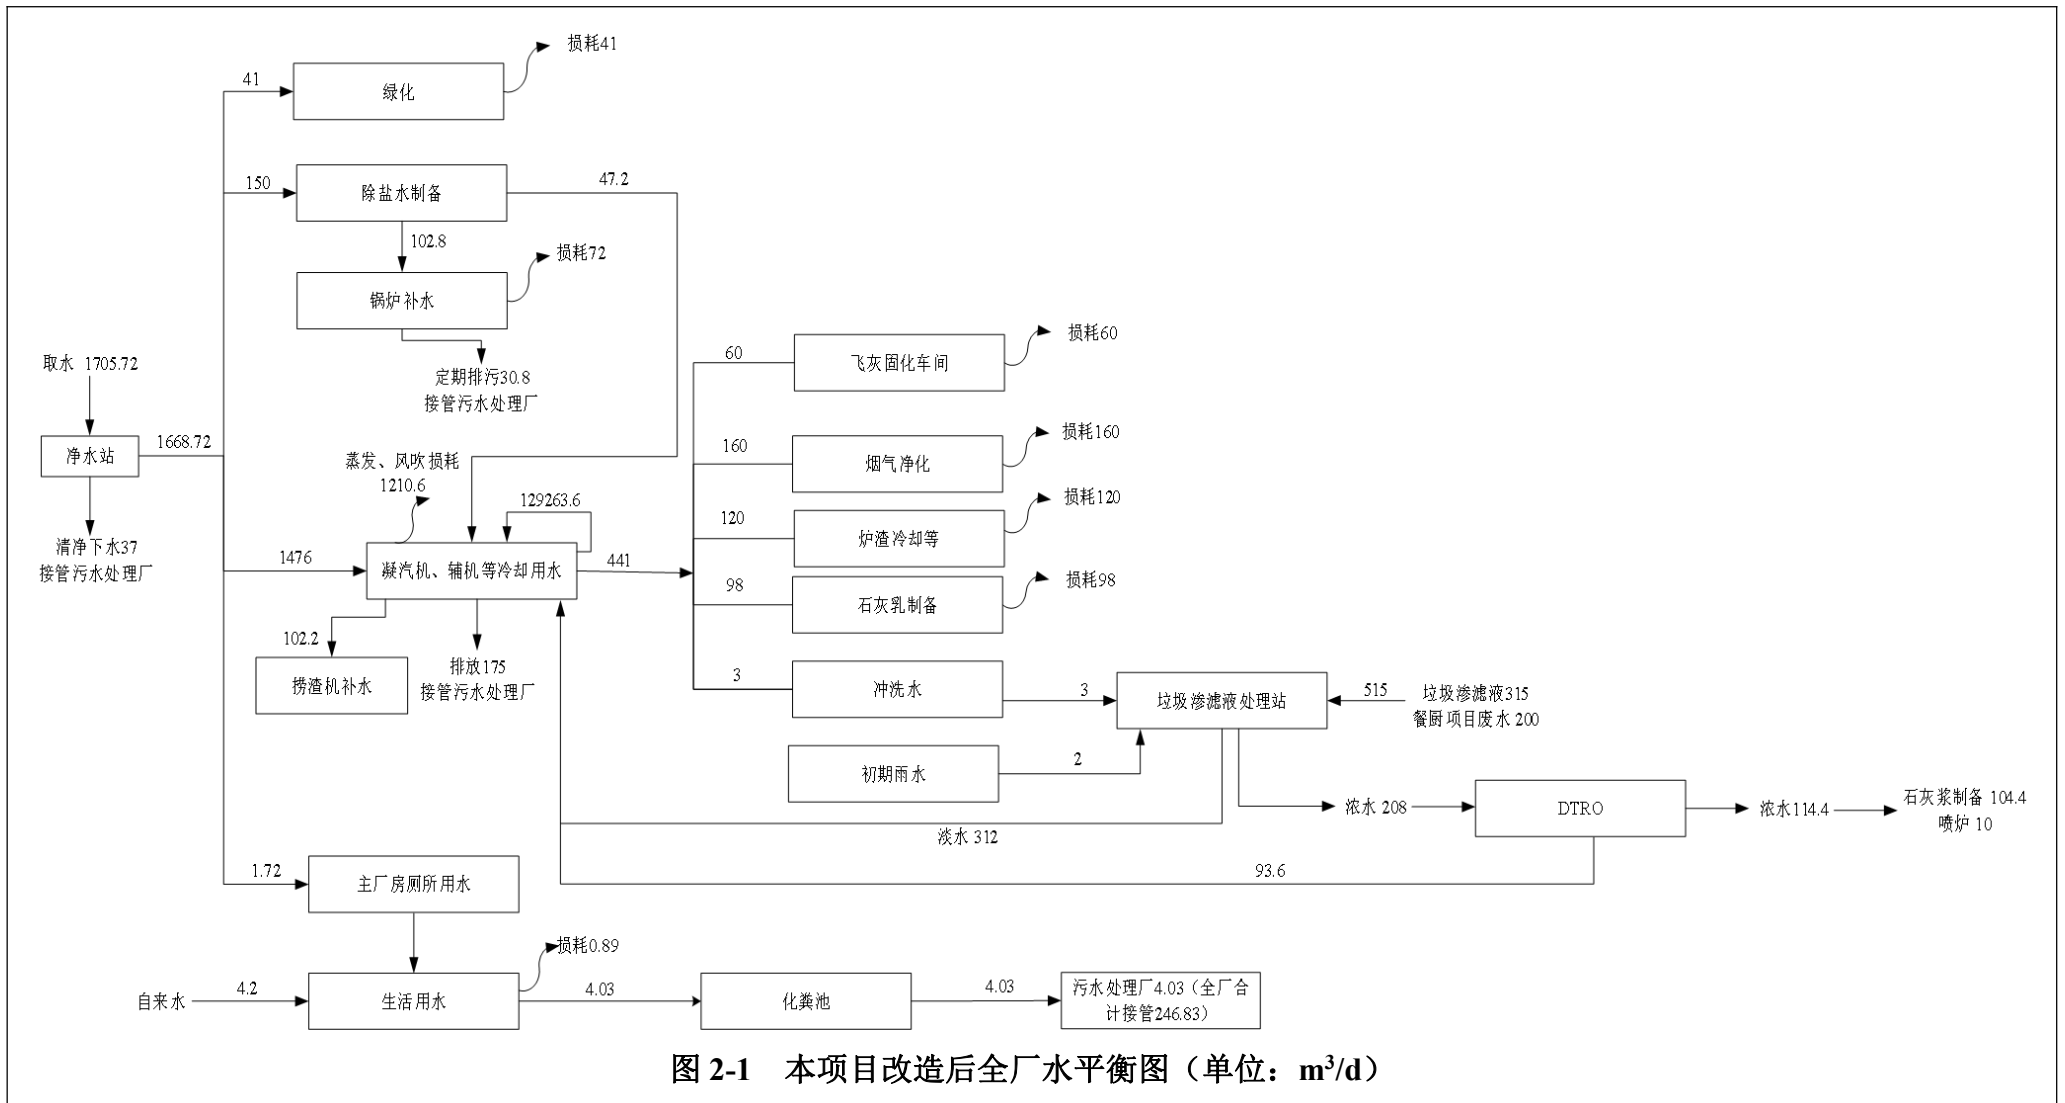 损耗41
41
绿化
150
除盐水制备
47.2
102.8
损耗72
锅炉补水
定期排污30.8
接管污水处理厂
取水 1705.72
净水站
1668.72
清净下水37
接管污水处理厂
蒸发、风吹损耗
1210.6
129263.6
1476
凝汽机、辅机等冷却用水
441
102.2
捞渣机补水
排放175
接管污水处理厂
60
飞灰固化车间
损耗60
160
烟气净化
损耗160
120
炉渣冷却等
损耗120
98
石灰乳制备
损耗98
3
冲洗水
3
垃圾渗滤液处理站
515
垃圾渗滤液315
餐厨项目废水 200
初期雨水
2
浓水 208
DTRO
浓水114.4
石灰浆制备 104.4
喷炉 10
淡水 312
93.6
1.72
主厂房厕所用水
损耗0.89
自来水
4.2
生活用水
4.03
化粪池
4.03
污水处理厂4.03（全厂合
计接管246.83）
图 2-1 本项目改造后全厂水平衡图（单位：m³/d）